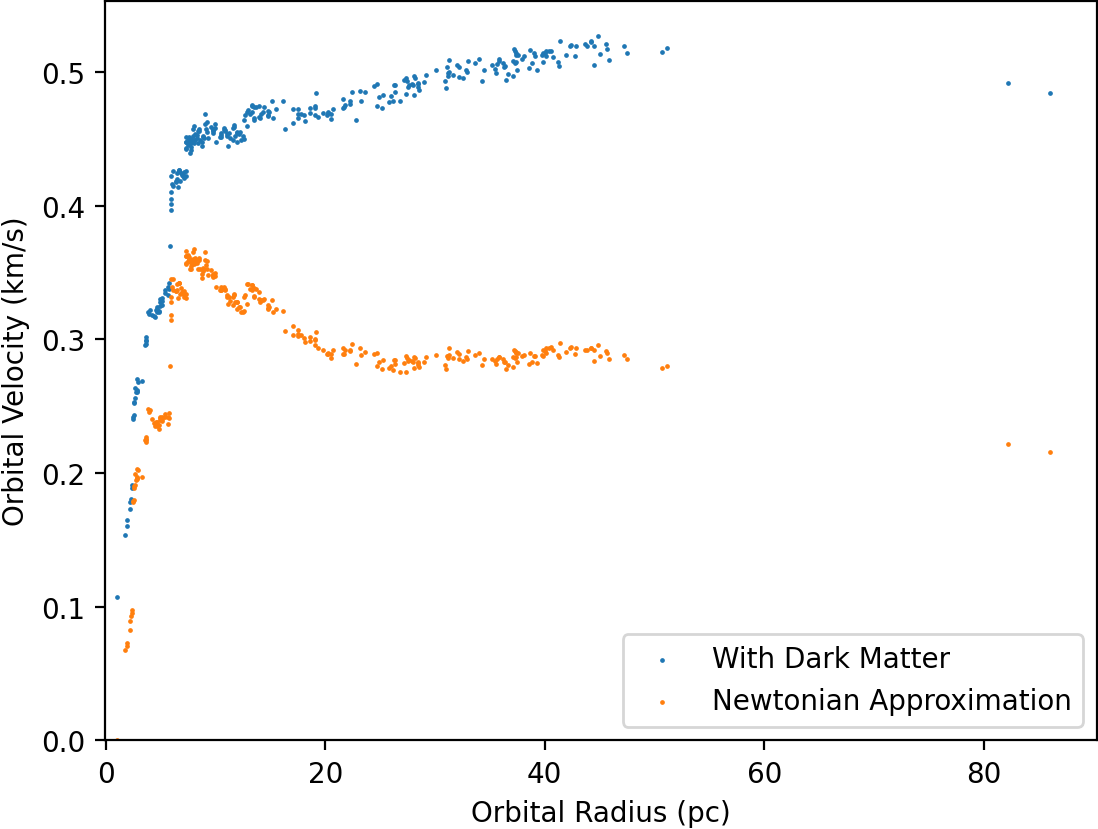 0.5
0.4
0.3
0.2
0.1
0.0
Orbital Velocity (km/s)
With Dark Matter
Newtonian Approximation
0 20 40 60 80
Orbital Radius (pc)